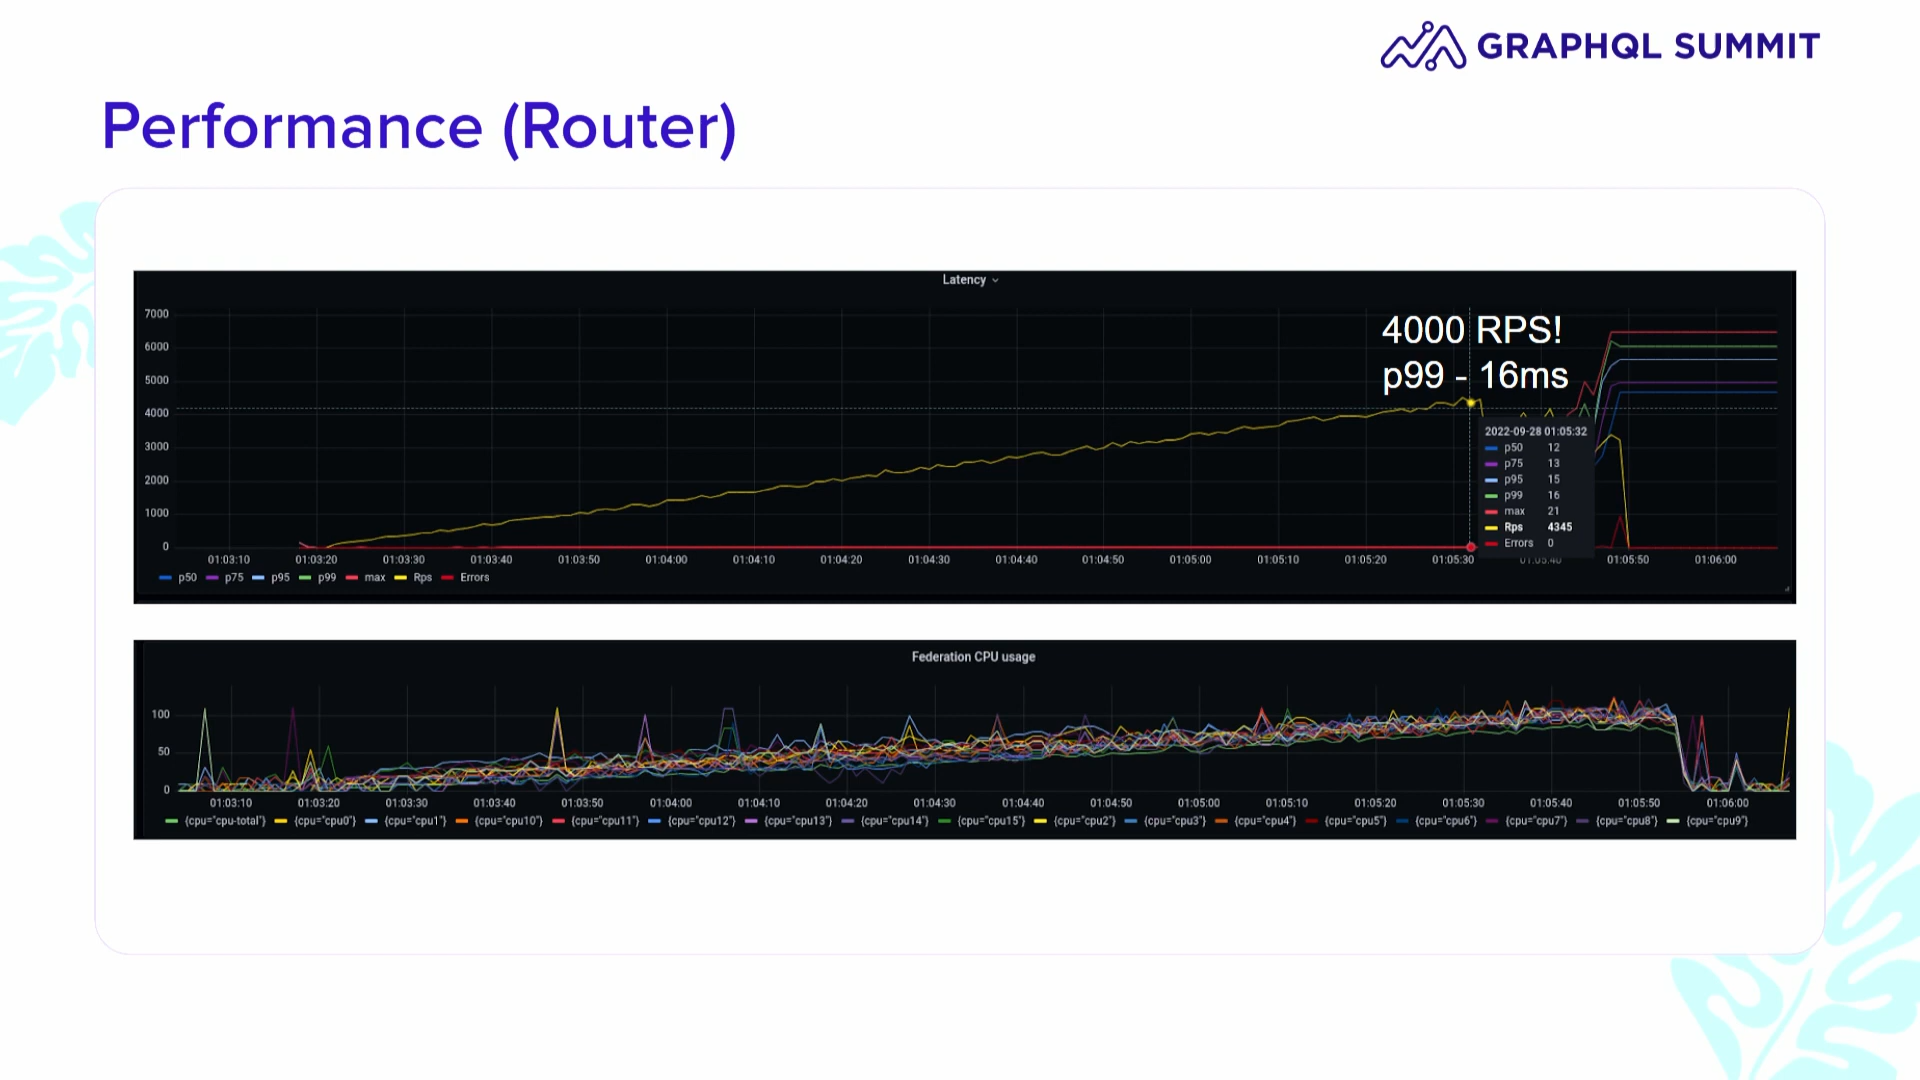 GRAPHQL SUMMIT
Performance (Router)
Latency
4000 RPS!
p99 - 16ms
7000
6000
5000
4000
3000
2000
1000
0
2022-09-28 01:05:32
p50 12
p75 13
p95 15
p99 16
max 21
Rps 4345
Errors 0
01:03:10 01:03:20 01:03:30 01:03:40 01:03:50 01:04:00 01:04:10 01:04:20 01:04:30 01:04:40 01:04:50 01:05:00 01:05:10 01:05:20 01:05:30 01:05:40 01:05:50 01:06:00
p50 p75 p95 p99 max Rps Errors
Federation CPU usage
100
50
0
01:03:10 01:03:20 01:03:30 01:03:40 01:03:50 01:04:00 01:04:10 01:04:20 01:04:30 01:04:40 01:04:50 01:05:00 01:05:10 01:05:20 01:05:30 01:05:40 01:05:50 01:06:00
{cpu="cpu-total"} {cpu="cpu0"} {cpu="cpu1"} {cpu="cpu10"} {cpu="cpu11"} {cpu="cpu12"} {cpu="cpu13"} {cpu="cpu14"} {cpu="cpu15"} {cpu="cpu2"} {cpu="cpu3"} {cpu="cpu4"} {cpu="cpu5"} {cpu="cpu6"} {cpu="cpu7"} {cpu="cpu8"} {cpu="cpu9"}